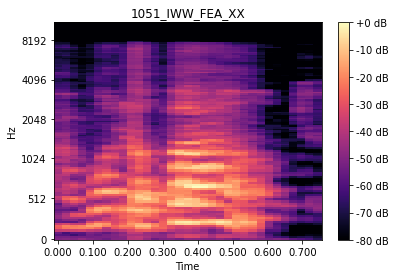 1051_IWW_FEA_XX
+0 dB
8192
-10 dB
4096
-20 dB
-30 dB
2048
Hz
-40 dB
1024
-50 dB
512
-60 dB
-70 dB
0
-80 dB
0.000 0.100 0.200 0.300 0.400 0.500 0.600 0.700
Time